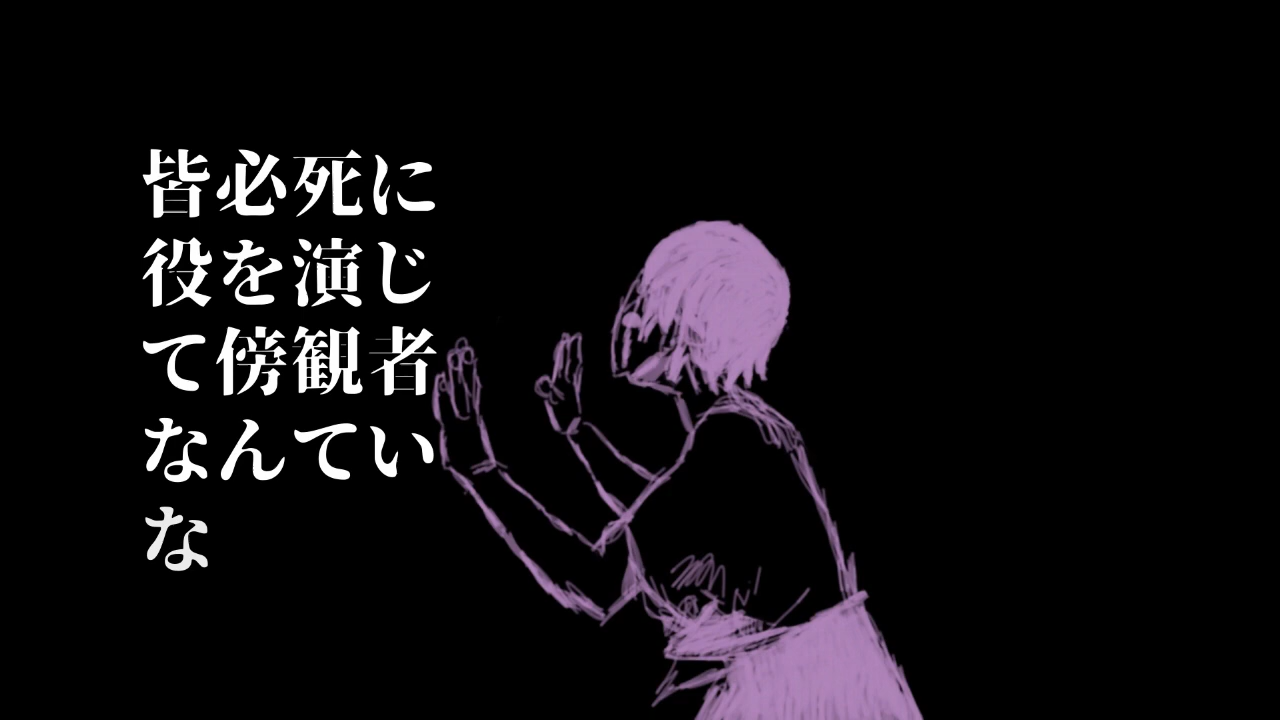 皆必死に
役を演じ
て傍観者
なんてい
な